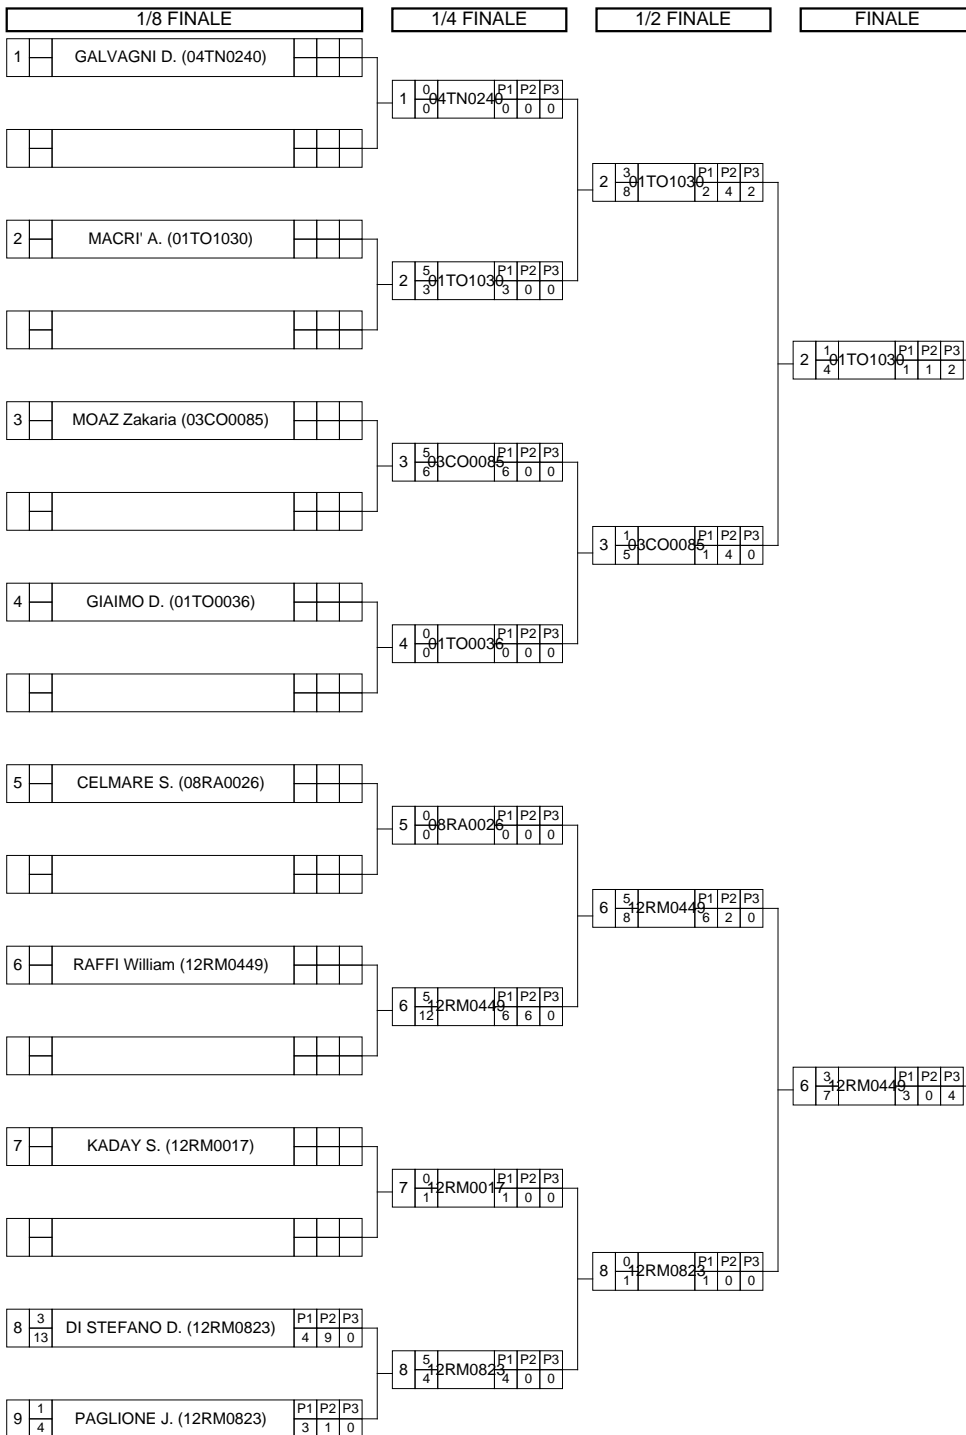 1/8 FINALE 1/4 FINALE 1/2 FINALE FINALE
1 GALVAGNI D. (04TN0240)
1 0 0 04TN0240 P1 P2 P3
0 0 0
2 3 8 01TO1030 P1 P2 P3
2 4 2
2 MACRI' A. (01TO1030)
2 5 3 01TO1030 P1 P2 P3
3 0 0
2 1 4 01TO1030 P1 P2 P3
1 1 2
3 MOAZ Zakaria (03CO0085)
3 5 6 03CO0085 P1 P2 P3
6 0 0
3 1 5 03CO0085 P1 P2 P3
1 4 0
4 GIAIMO D. (01TO0036)
4 0 0 01TO0036 P1 P2 P3
0 0 0
5 CELMARE S. (08RA0026)
5 0 0 08RA0026 P1 P2 P3
0 0 0
6 5 8 12RM0449 P1 P2 P3
6 2 0
6 RAFFI William (12RM0449)
6 5 12 12RM0449 P1 P2 P3
6 6 0
6 3 7 12RM0449 P1 P2 P3
3 0 4
7 KADAY S. (12RM0017)
7 0 1 12RM0017 P1 P2 P3
1 0 0
8 0 1 12RM0823 P1 P2 P3
1 0 0
8 3 13 DI STEFANO D. (12RM0823) P1 P2 P3
4 9 0
8 5 4 12RM0823 P1 P2 P3
4 0 0
9 1 4 PAGLIONE J. (12RM0823) P1 P2 P3
3 1 0